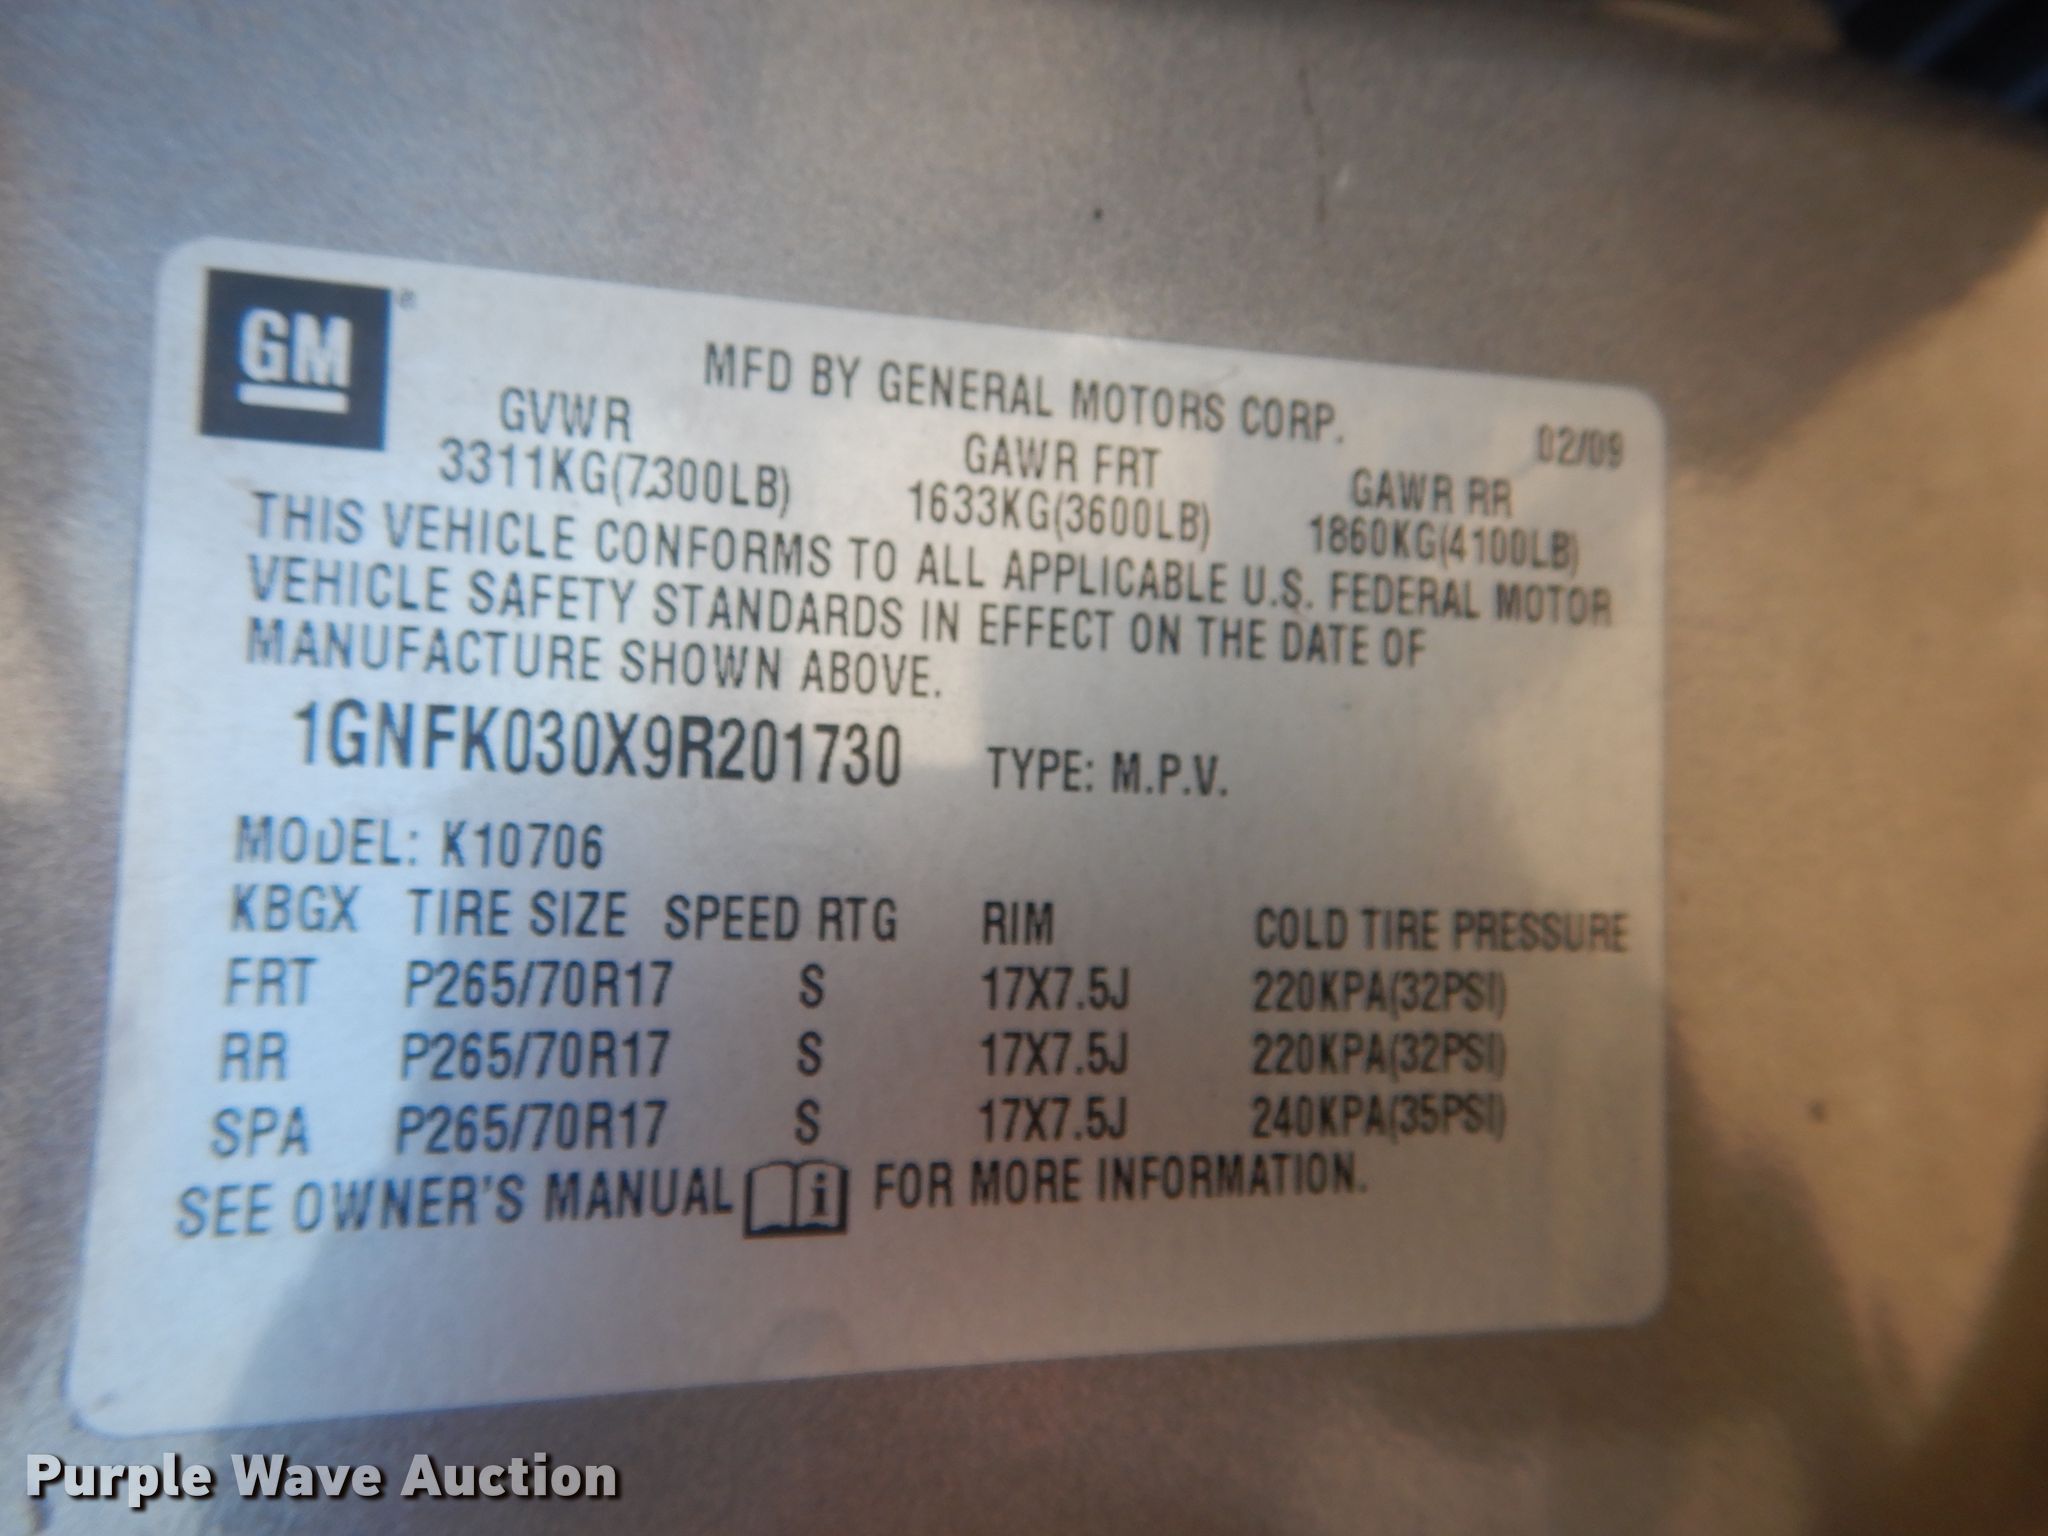 GM ®
MFD BY GENERAL MOTORS CORP.
02/09
GVWR GAWR FRT GAWR RR
3311KG(7300LB) 1633KG(3600LB) 1860KG(4100LB)
THIS VEHICLE CONFORMS TO ALL APPLICABLE U.S. FEDERAL MOTOR
VEHICLE SAFETY STANDARDS IN EFFECT ON THE DATE OF
MANUFACTURE SHOWN ABOVE.
1GNFK030X9R201730 TYPE: M.P.V.
MODEL: K10706
KBGX TIRE SIZE SPEED RTG RIM COLD TIRE PRESSURE
FRT P265/70R17 S 17X7.5J 220KPA(32PSI)
RR P265/70R17 S 17X7.5J 220KPA(32PSI)
SPA P265/70R17 S 17X7.5J 240KPA(35PSI)
SEE OWNER'S MANUAL i FOR MORE INFORMATION.
Purple Wave Auction